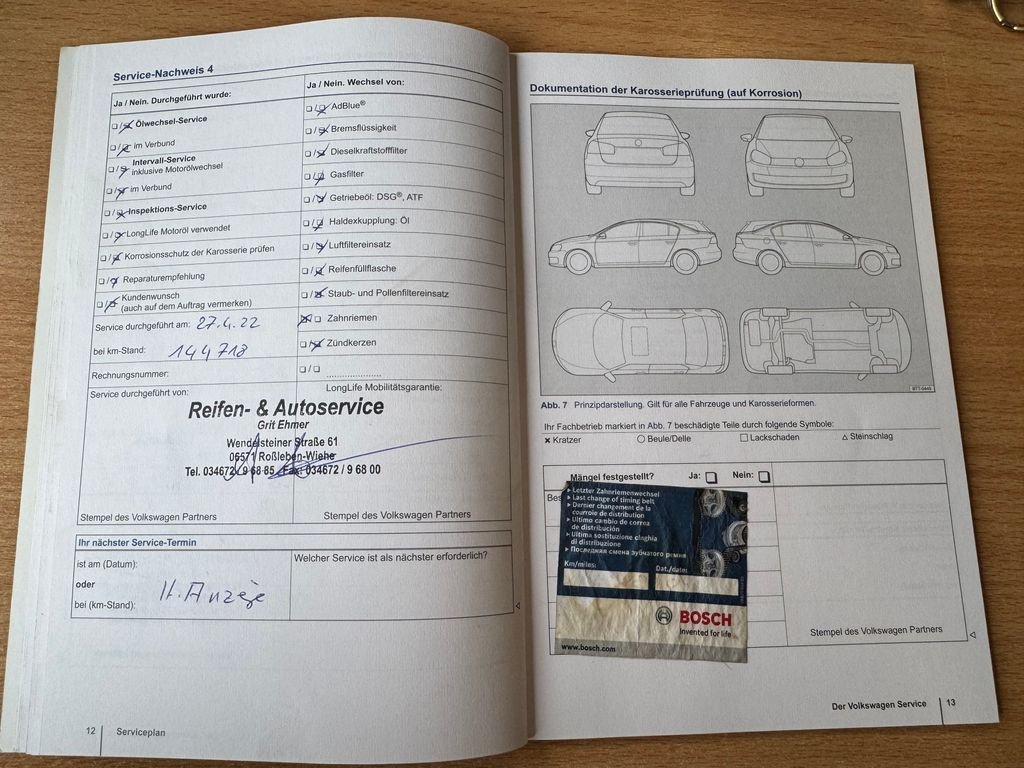 Service-Nachweis 4
Ja / Nein. Durchgeführt wurde:
Ölwechsel-Service
im Verbund
Intervall-Service
inklusive Motorölwechsel
im Verbund
Inspektions-Service
LongLife Motoröl verwendet
Korrosionsschutz der Karosserie prüfen
Reparaturempfehlung
Kundenwunsch
(auch auf dem Auftrag vermerken)
Service durchgeführt am: 27.4.22
bei km-Stand: 144718
Rechnungsnummer:
Service durchgeführt von:
Ja / Nein. Wechsel von:
AdBlue®
Bremsflüssigkeit
Dieselkraftstofffilter
Gasfilter
Getriebeöl: DSG®, ATF
Haldexkupplung: Öl
Luftfiltereinsatz
Reifenfüllflasche
Staub- und Pollenfiltereinsatz
Zahnriemen
Zündkerzen
LongLife Mobilitätsgarantie:
Reifen- & Autoservice
Grit Ehmer
Wendelsteiner Straße 61
06571 Roßleben-Wiehe
Tel. 034672 / 9 68 85 Fax: 034672 / 9 68 00
Stempel des Volkswagen Partners
Stempel des Volkswagen Partners
Ihr nächster Service-Termin
ist am (Datum):
oder
bei (km-Stand): lt. Anzeige
Welcher Service ist als nächster erforderlich?
12 Serviceplan
Dokumentation der Karosserieprüfung (auf Korrosion)
BTT-0449
Abb. 7 Prinzipdarstellung. Gilt für alle Fahrzeuge und Karosserieformen.
Ihr Fachbetrieb markiert in Abb. 7 beschädigte Teile durch folgende Symbole:
× Kratzer ○ Beule/Delle □ Lackschaden △ Steinschlag
Mängel festgestellt? Ja: Nein:
Bes
▸ Letzter Zahnriemenwechsel
▸ Last change of timing belt
▸ Dernier changement de la
courroie de distribution
▸ Ultimo cambio de correa
de distribución
▸ Ultima sostituzione cinghia
di distribuzione
▸ Последняя смена зубчатого ремня
Km/miles: Dat./date:
BOSCH
Invented for life
www.bosch.com
Stempel des Volkswagen Partners
Der Volkswagen Service 13